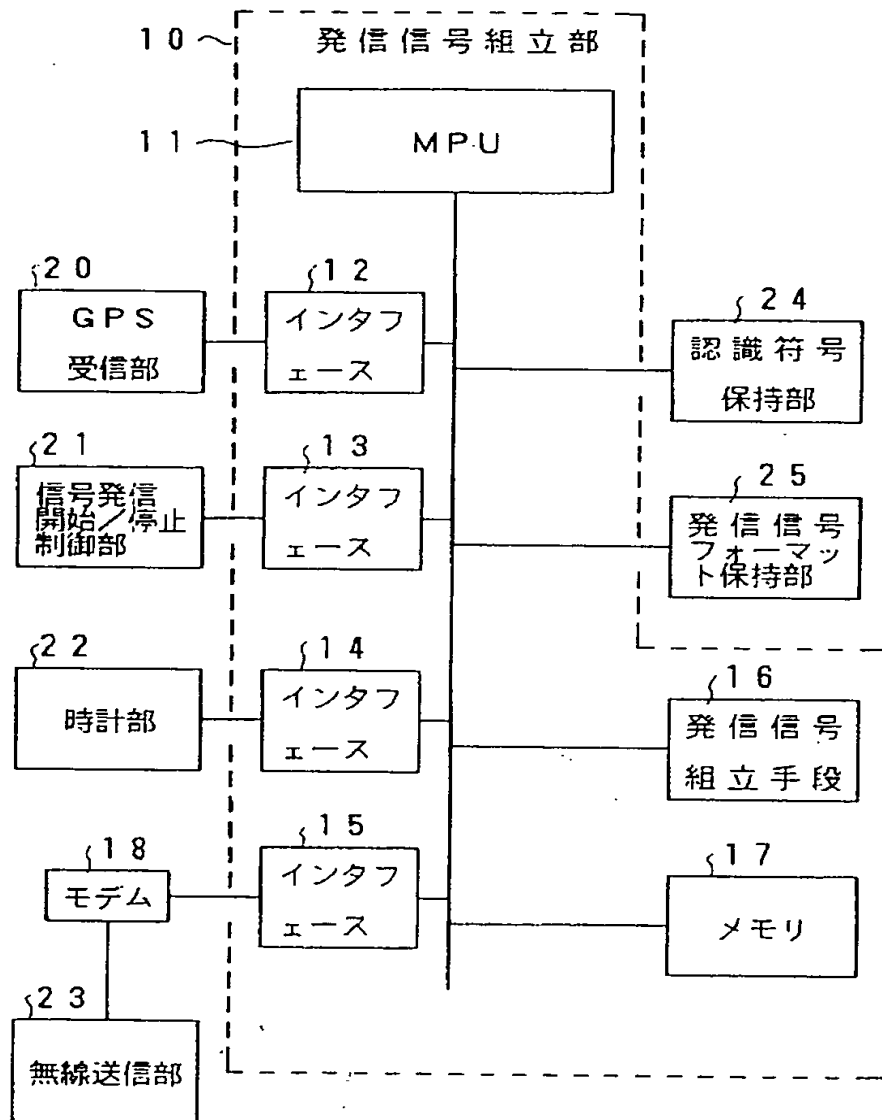 10
発信信号組立部
11
MPU
20
GPS
受信部
12
インタフ
ェース
24
認識符号
保持部
21
信号発信
開始／停止
制御部
13
インタフ
ェース
25
発信信号
フォーマッ
ト保持部
22
時計部
14
インタフ
ェース
16
発信信号
組立手段
18
モデム
15
インタフ
ェース
17
メモリ
23
無線送信部